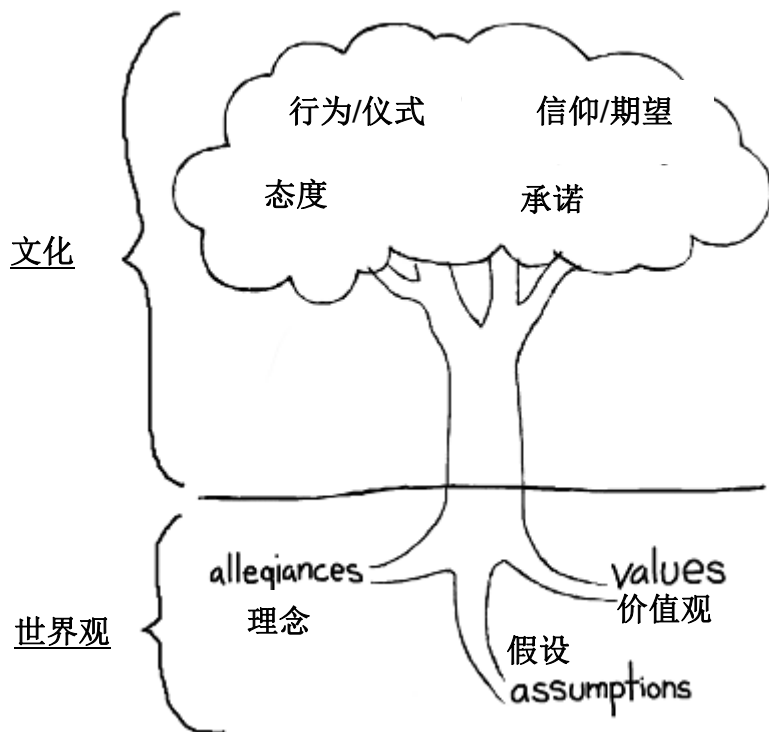 行为/仪式
信仰/期望
态度
承诺
文化
allegiances
理念
values
价值观
世界观
假设
assumptions